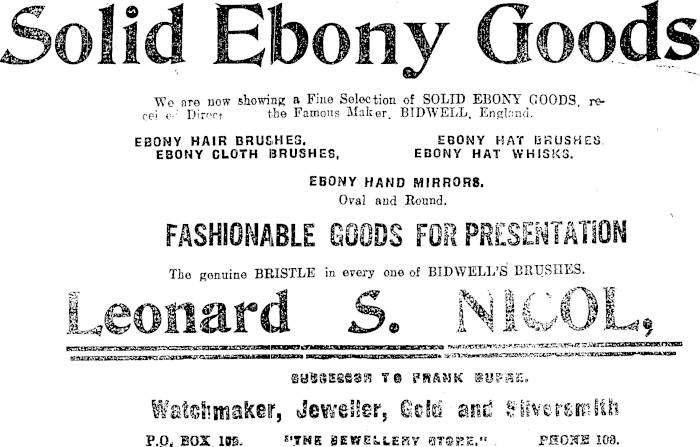 Solid Ebony Goods
We are now showing a Fine Selection of SOLID EBONY GOODS, re-
Direct the Famous Maker, BIDWELL, England.
EBONY HAIR BRUSHES. EBONY HAT BRUSHES
EBONY CLOTH BRUSHES, EBONY HAT WHISKS.
EBONY HAND MIRRORS.
Oval and Round.
FASHIONABLE GOODS FOR PRESENTATION
The genuine BRISTLE in every one of BIDWELL'S BRUSHES.
Leonard S. NICOL,
SUCCESSOR TO FRANK
Watchmaker, Jeweller, Gold and Silversmith
P.O. BOX 109. "THE JEWELLERY STORE." PHONE 109.